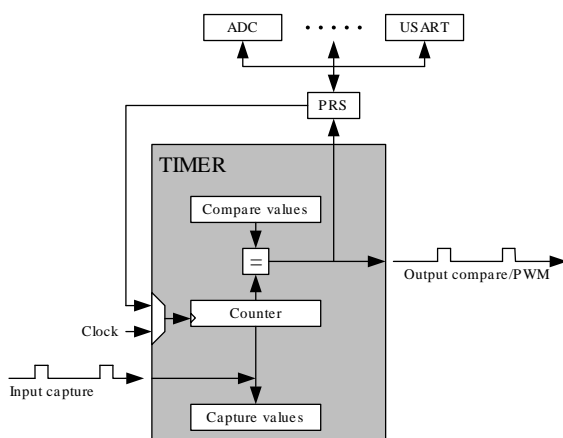 ADC
USART
PRS
TIMER
Compare values
=
Output compare/PWM
Counter
Clock
Input capture
Capture values